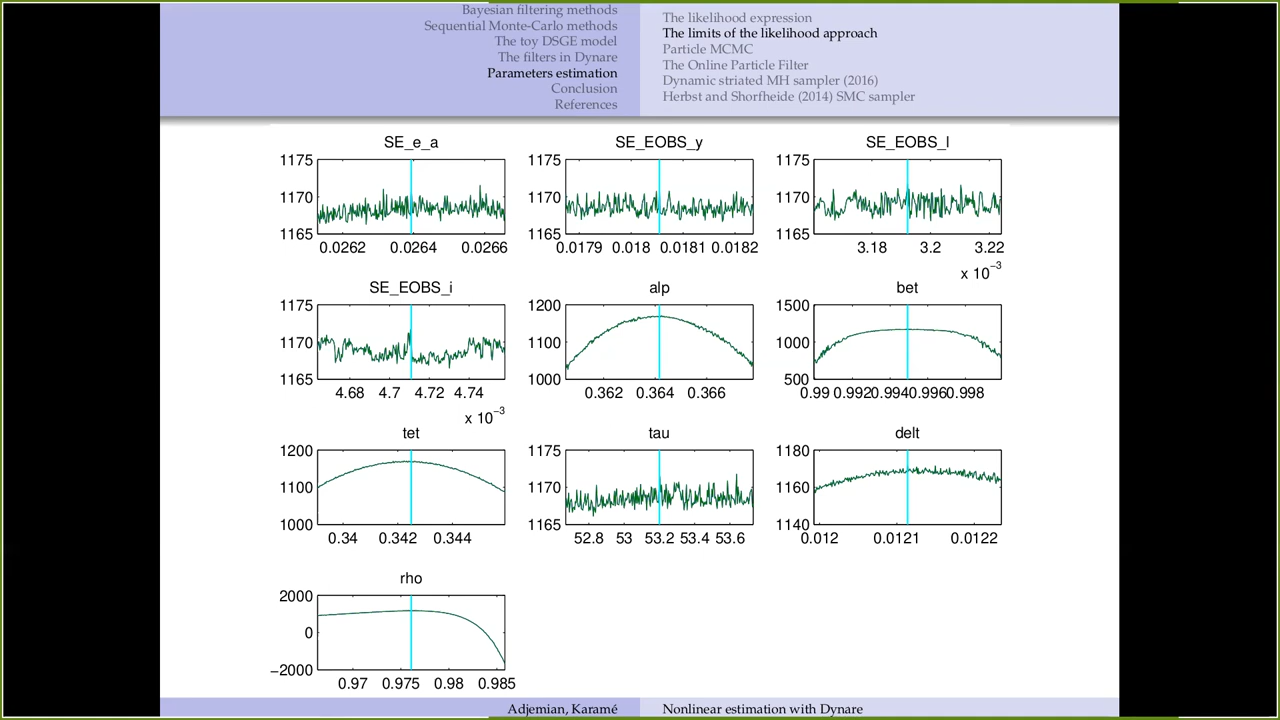 Bayesian filtering methods
Sequential Monte-Carlo methods
The toy DSGE model
The filters in Dynare
Parameters estimation
Conclusion
References
The likelihood expression
The limits of the likelihood approach
Particle MCMC
The Online Particle Filter
Dynamic striated MH sampler (2016)
Herbst and Shorfheide (2014) SMC sampler
SE_e_a
1175
1170
1165
0.0262 0.0264 0.0266
SE_EOBS_y
1175
1170
1165
0.0179 0.018 0.0181 0.0182
SE_EOBS_l
1175
1170
1165
3.18 3.2 3.22
x 10⁻³
SE_EOBS_i
1175
1170
1165
4.68 4.7 4.72 4.74
x 10⁻³
alp
1200
1100
1000
0.362 0.364 0.366
bet
1500
1000
500
0.99 0.992 0.994 0.996 0.998
tet
1200
1100
1000
0.34 0.342 0.344
tau
1175
1170
1165
52.8 53 53.2 53.4 53.6
delt
1180
1160
1140
0.012 0.0121 0.0122
rho
2000
0
−2000
0.97 0.975 0.98 0.985
Adjemian, Karamé
Nonlinear estimation with Dynare